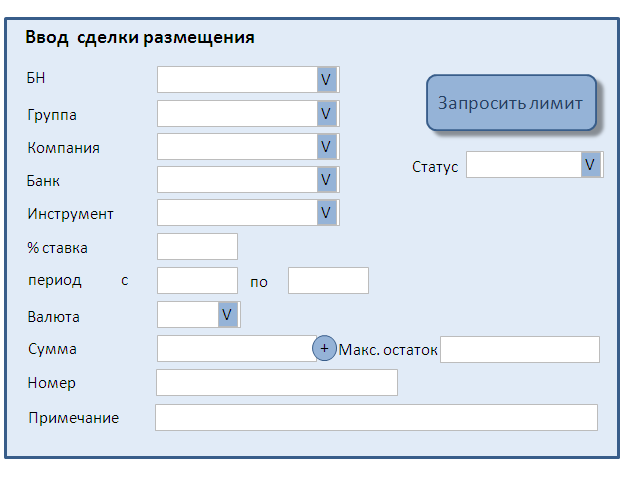 Ввод сделки размещения
БН V
Запросить лимит
Группа V
Компания V
Статус V
Банк V
Инструмент V
% ставка
период с по
Валюта V
Сумма + Макс. остаток
Номер
Примечание